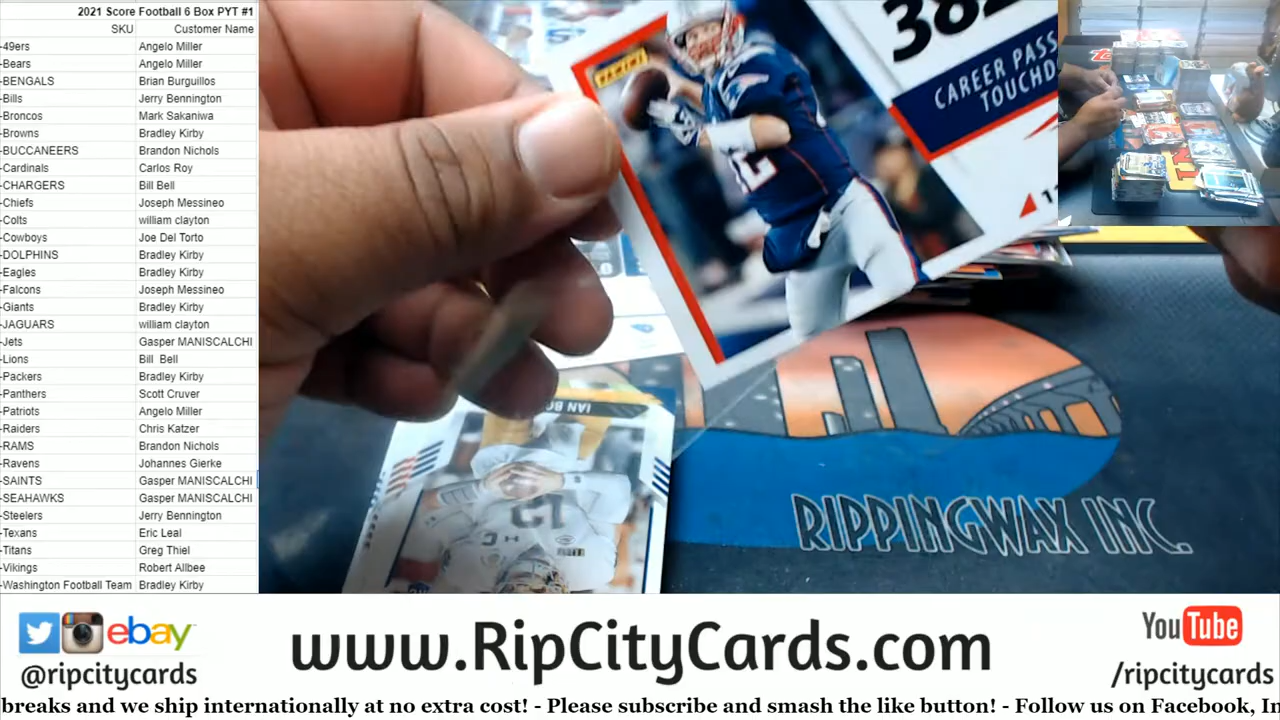 2021 Score Football 6 Box PYT #1
SKU Customer Name
-49ers Angelo Miller
-Bears Angelo Miller
-BENGALS Brian Burguillos
-Bills Jerry Bennington
-Broncos Mark Sakaniwa
-Browns Bradley Kirby
-BUCCANEERS Brandon Nichols
-Cardinals Carlos Roy
-CHARGERS Bill Bell
-Chiefs Joseph Messineo
-Colts william clayton
-Cowboys Joe Del Torto
-DOLPHINS Bradley Kirby
-Eagles Bradley Kirby
-Falcons Joseph Messineo
-Giants Bradley Kirby
-JAGUARS william clayton
-Jets Gasper MANISCALCHI
-Lions Bill Bell
-Packers Bradley Kirby
-Panthers Scott Cruver
-Patriots Angelo Miller
-Raiders Chris Katzer
-RAMS Brandon Nichols
-Ravens Johannes Gierke
-SAINTS Gasper MANISCALCHI
-SEAHAWKS Gasper MANISCALCHI
-Steelers Jerry Bennington
-Texans Eric Leal
-Titans Greg Thiel
-Vikings Robert Allbee
-Washington Football Team Bradley Kirby
PANINI
CAREER PASS
TOUCHD
12
IAN BO
12
RIPPINGWAX INC.
ebay
@ripcitycards
www.RipCityCards.com
YouTube
/ripcitycards
breaks and we ship internationally at no extra cost! - Please subscribe and smash the like button! - Follow us on Facebook, In